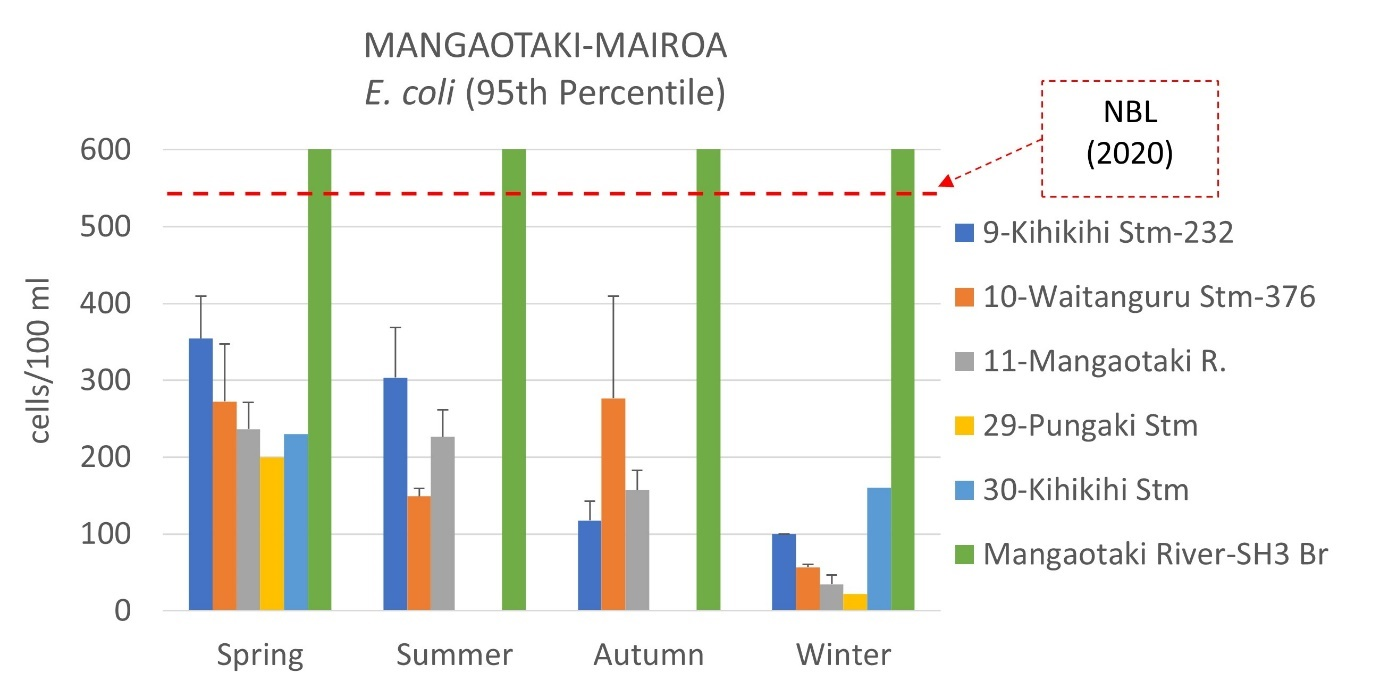 MANGAOTAKI-MAIROA
E. coli (95th Percentile)
NBL
(2020)
cells/100 ml
600
500
400
300
200
100
0
Spring
Summer
Autumn
Winter
9-Kihikihi Stm-232
10-Waitanguru Stm-376
11-Mangaotaki R.
29-Pungaki Stm
30-Kihikihi Stm
Mangaotaki River-SH3 Br